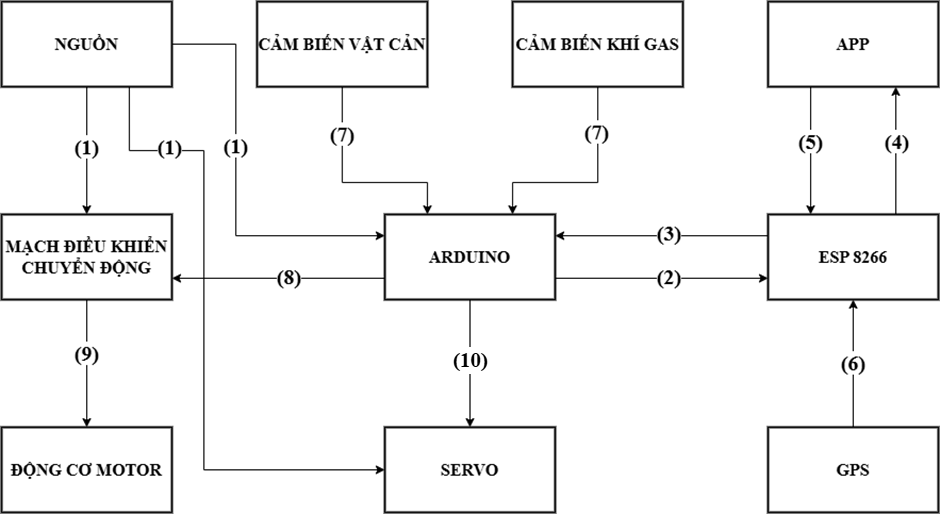 NGUỒN
CẢM BIẾN VẬT CẢN
CẢM BIẾN KHÍ GAS
APP
(1)
(1)
(1)
(7)
(7)
(5)
(4)
MẠCH ĐIỀU KHIỂN
CHUYỂN ĐỘNG
ARDUINO
ESP 8266
(3)
(8)
(2)
(9)
(10)
(6)
ĐỘNG CƠ MOTOR
SERVO
GPS